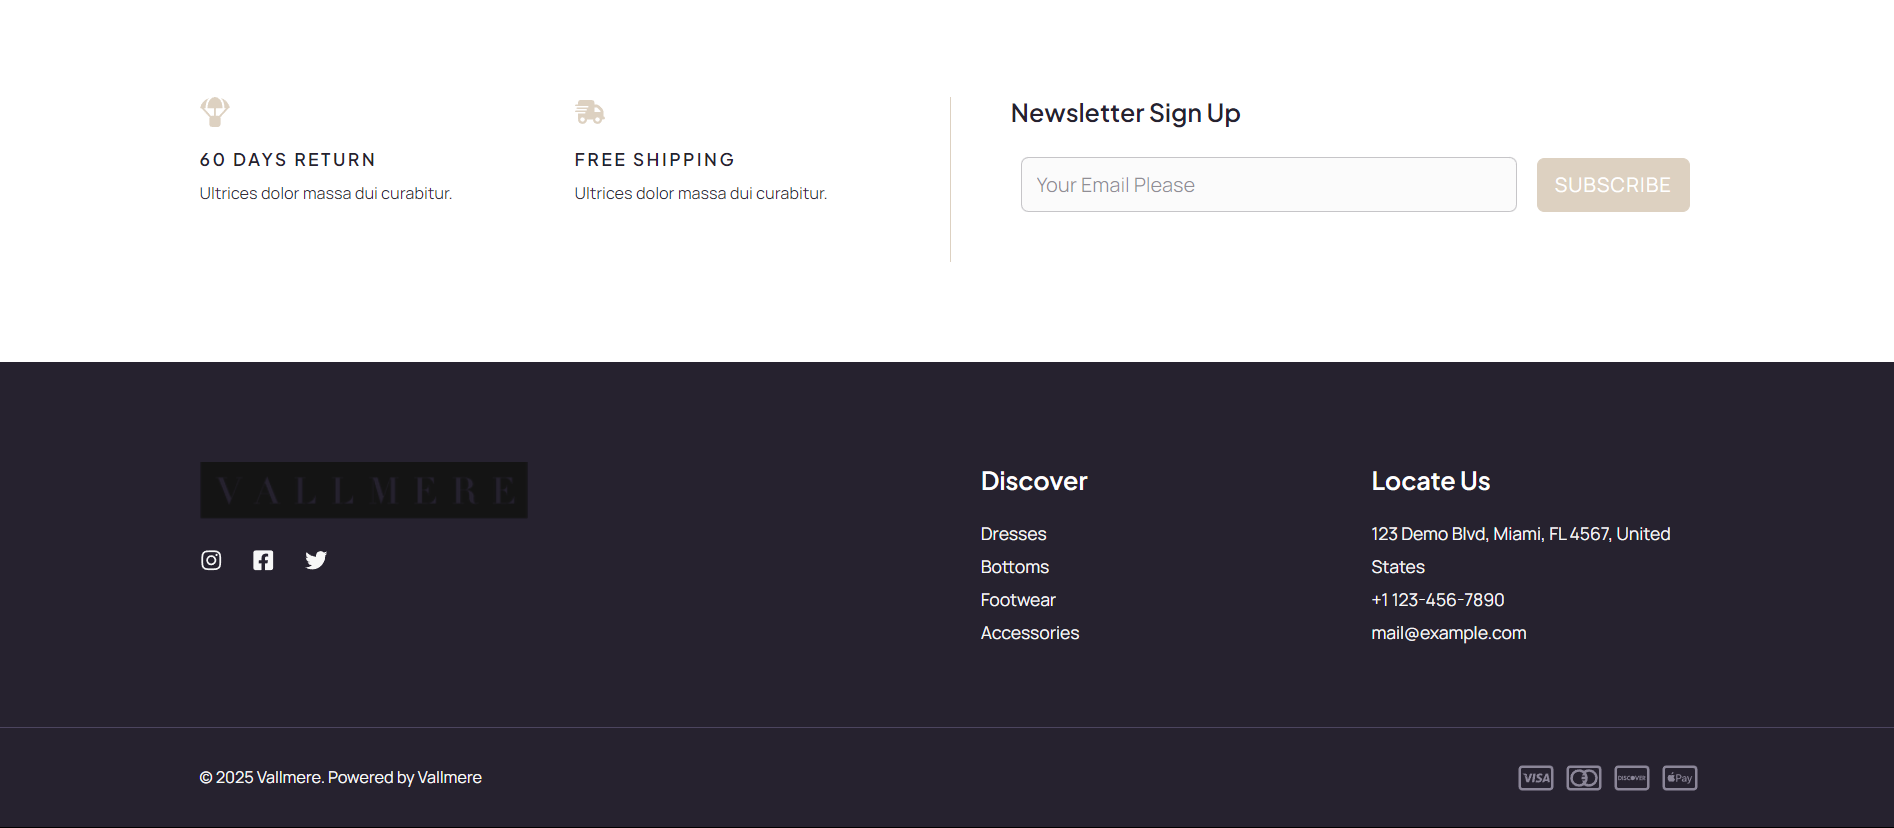 60 DAYS RETURN
Ultrices dolor massa dui curabitur.
FREE SHIPPING
Ultrices dolor massa dui curabitur.
Newsletter Sign Up
Your Email Please
SUBSCRIBE
VALLMERE
Discover
Dresses
Bottoms
Footwear
Accessories
Locate Us
123 Demo Blvd, Miami, FL 4567, United
States
+1 123-456-7890
mail@example.com
© 2025 Vallmere. Powered by Vallmere
VISA
DISCOVER
Pay